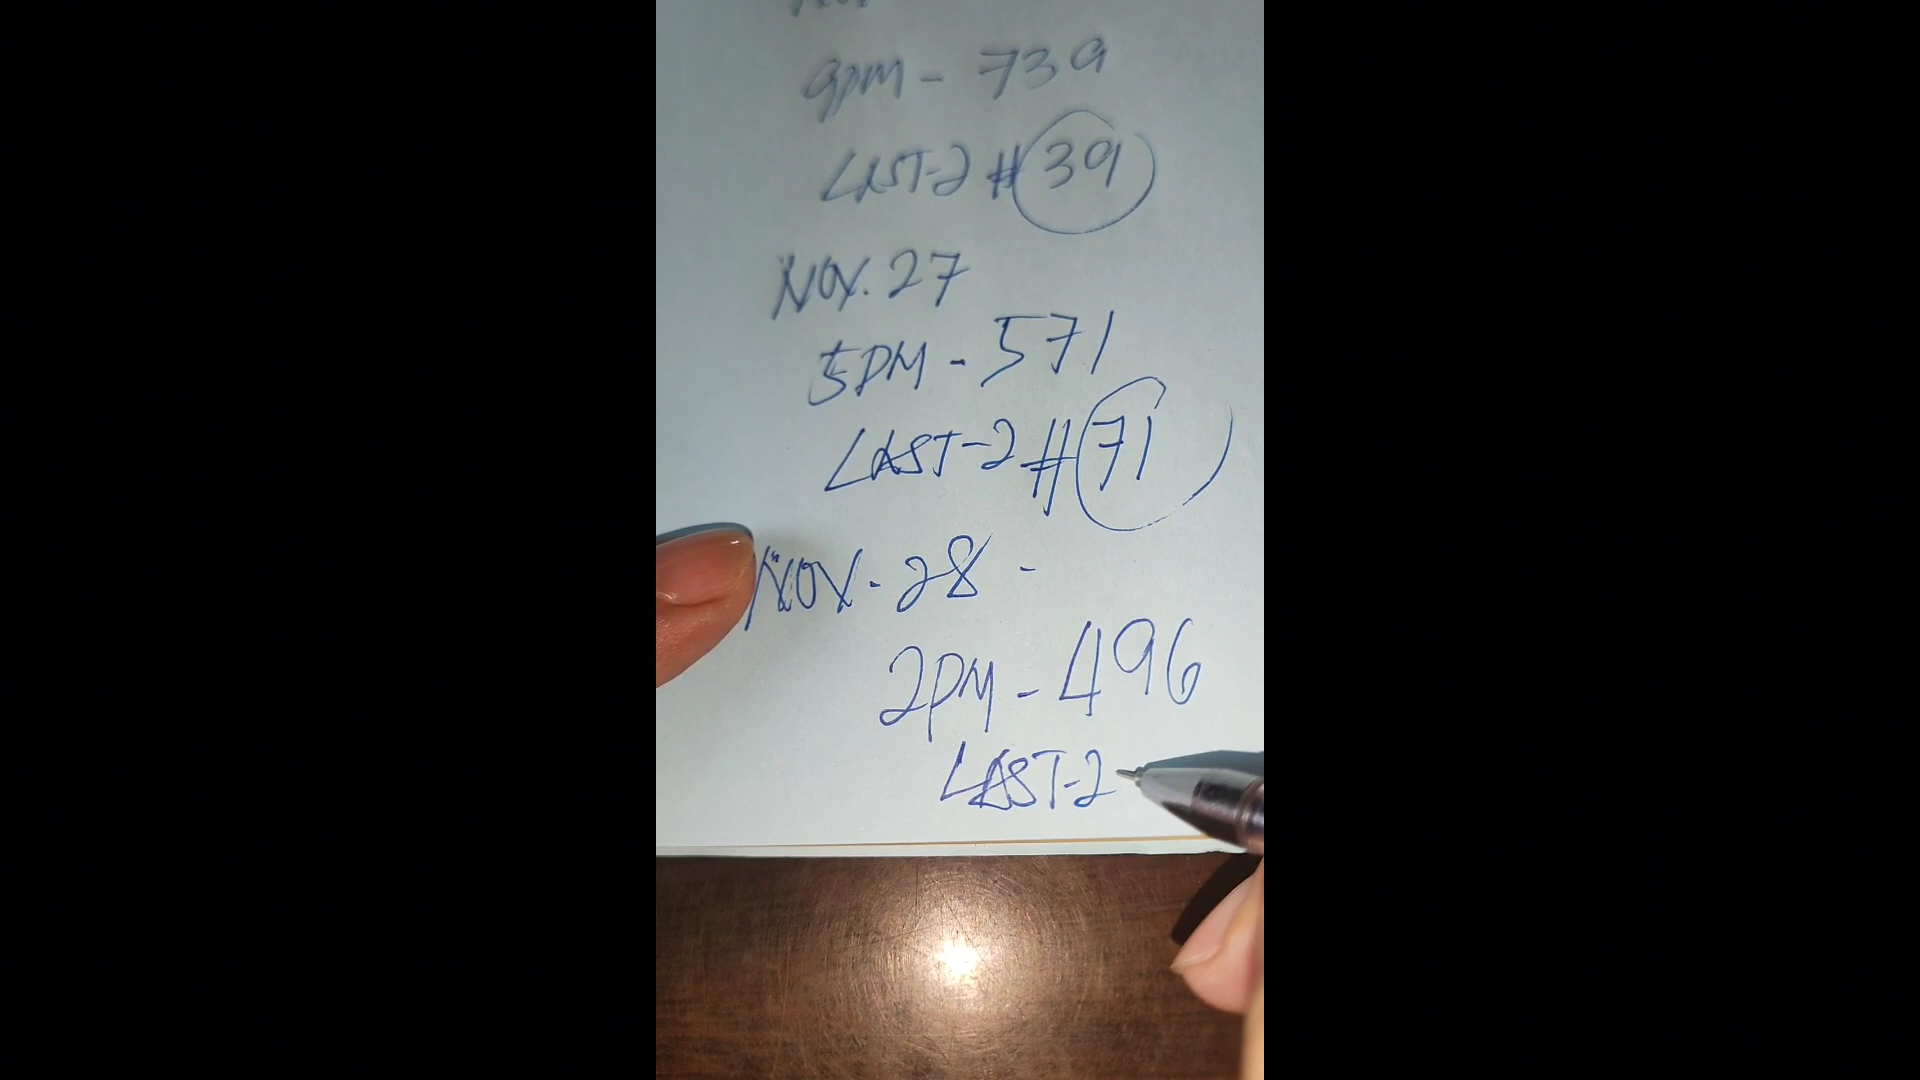 9pm - 739
LAST-2 # 39
NOV. 27
5PM - 571
LAST-2 # 71
NOV. 28 -
2PM - 496
LAST-2